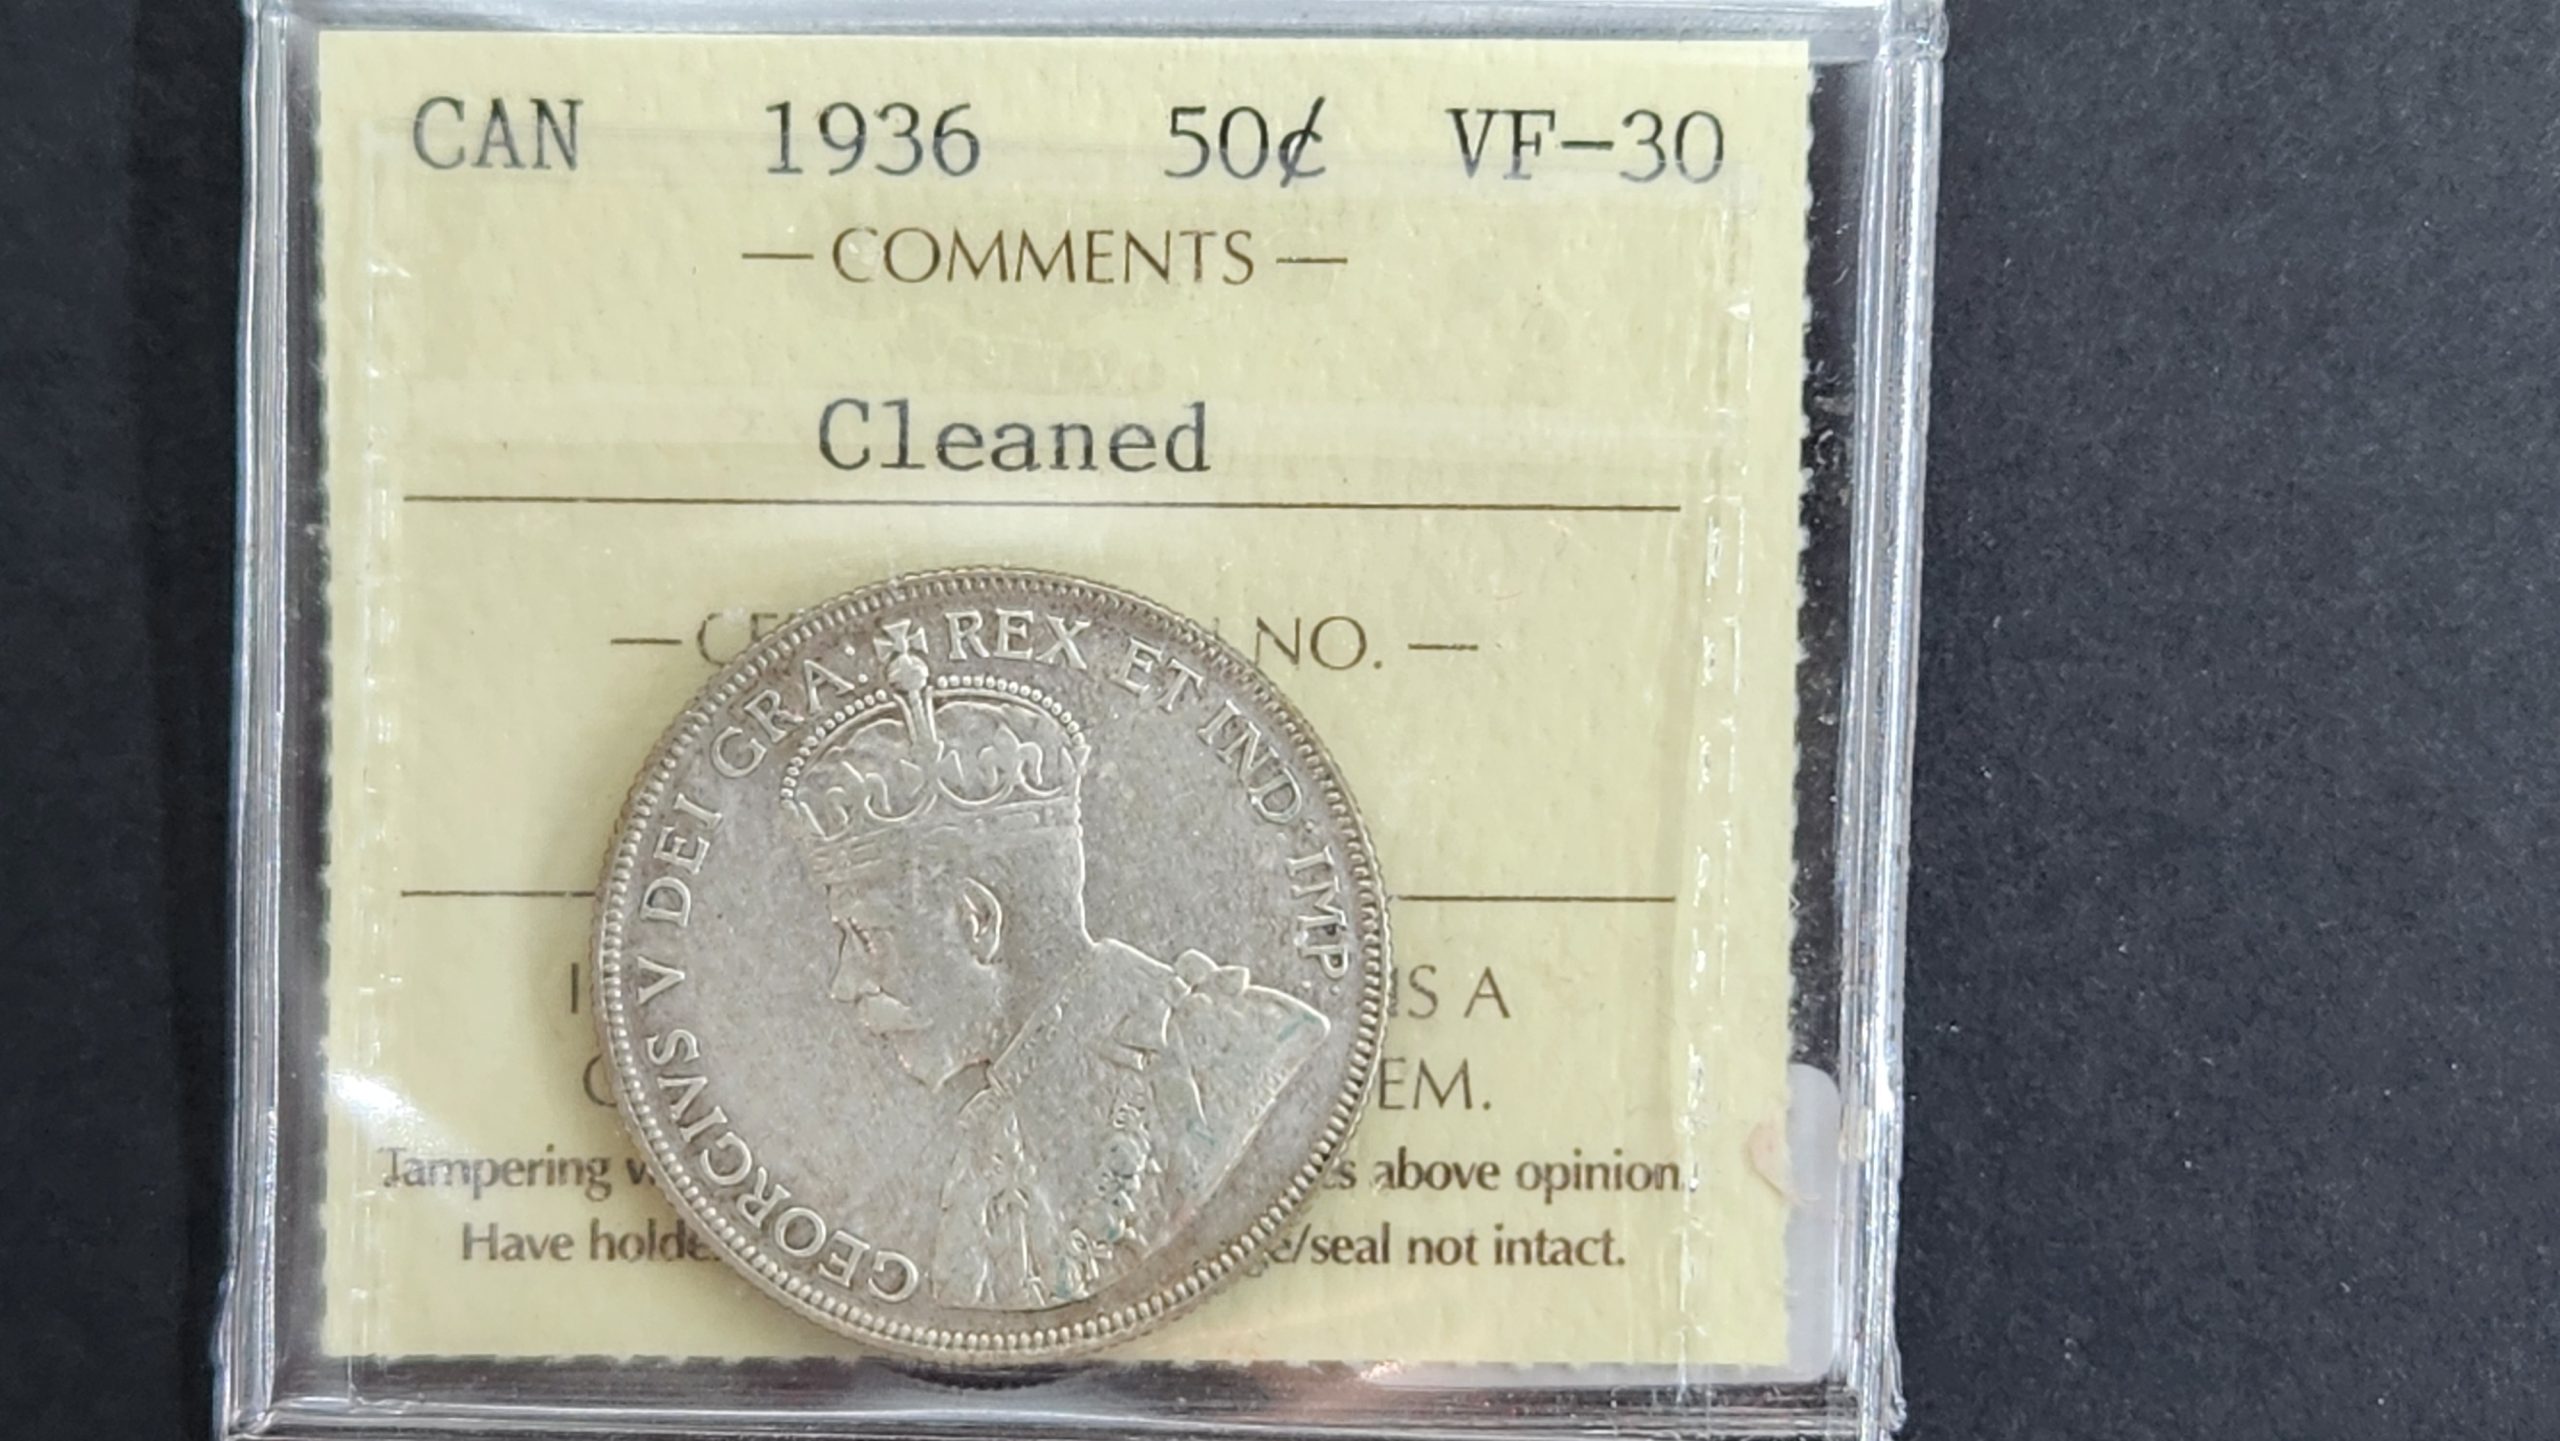 CAN 1936 50¢ VF-30
— COMMENTS —
Cleaned
NO. —
IS A
EM.
Tampering above opinion.
Have /seal not intact.
GEORGIVS V DEI GRA: REX ET IND: IMP: